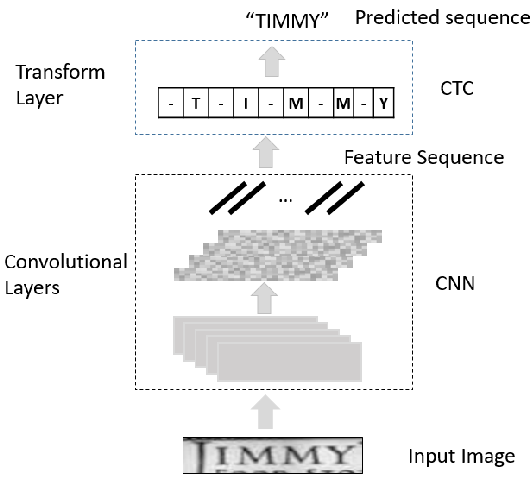 "TIMMY" Predicted sequence
Transform Layer
- T - I - M - M - Y
CTC
Feature Sequence
...
Convolutional Layers
CNN
JIMMY
Input Image